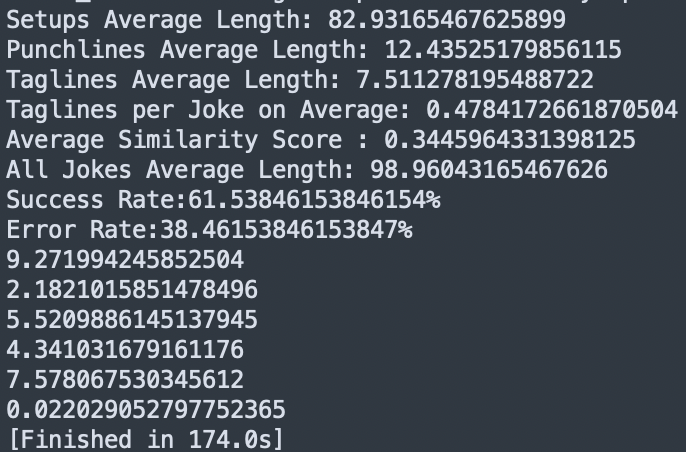 Setups Average Length: 82.93165467625899
Punchlines Average Length: 12.43525179856115
Taglines Average Length: 7.511278195488722
Taglines per Joke on Average: 0.4784172661870504
Average Similarity Score : 0.3445964331398125
All Jokes Average Length: 98.96043165467626
Success Rate:61.53846153846154%
Error Rate:38.46153846153847%
9.271994245852504
2.1821015851478496
5.5209886145137945
4.341031679161176
7.578067530345612
0.022029052797752365
[Finished in 174.0s]